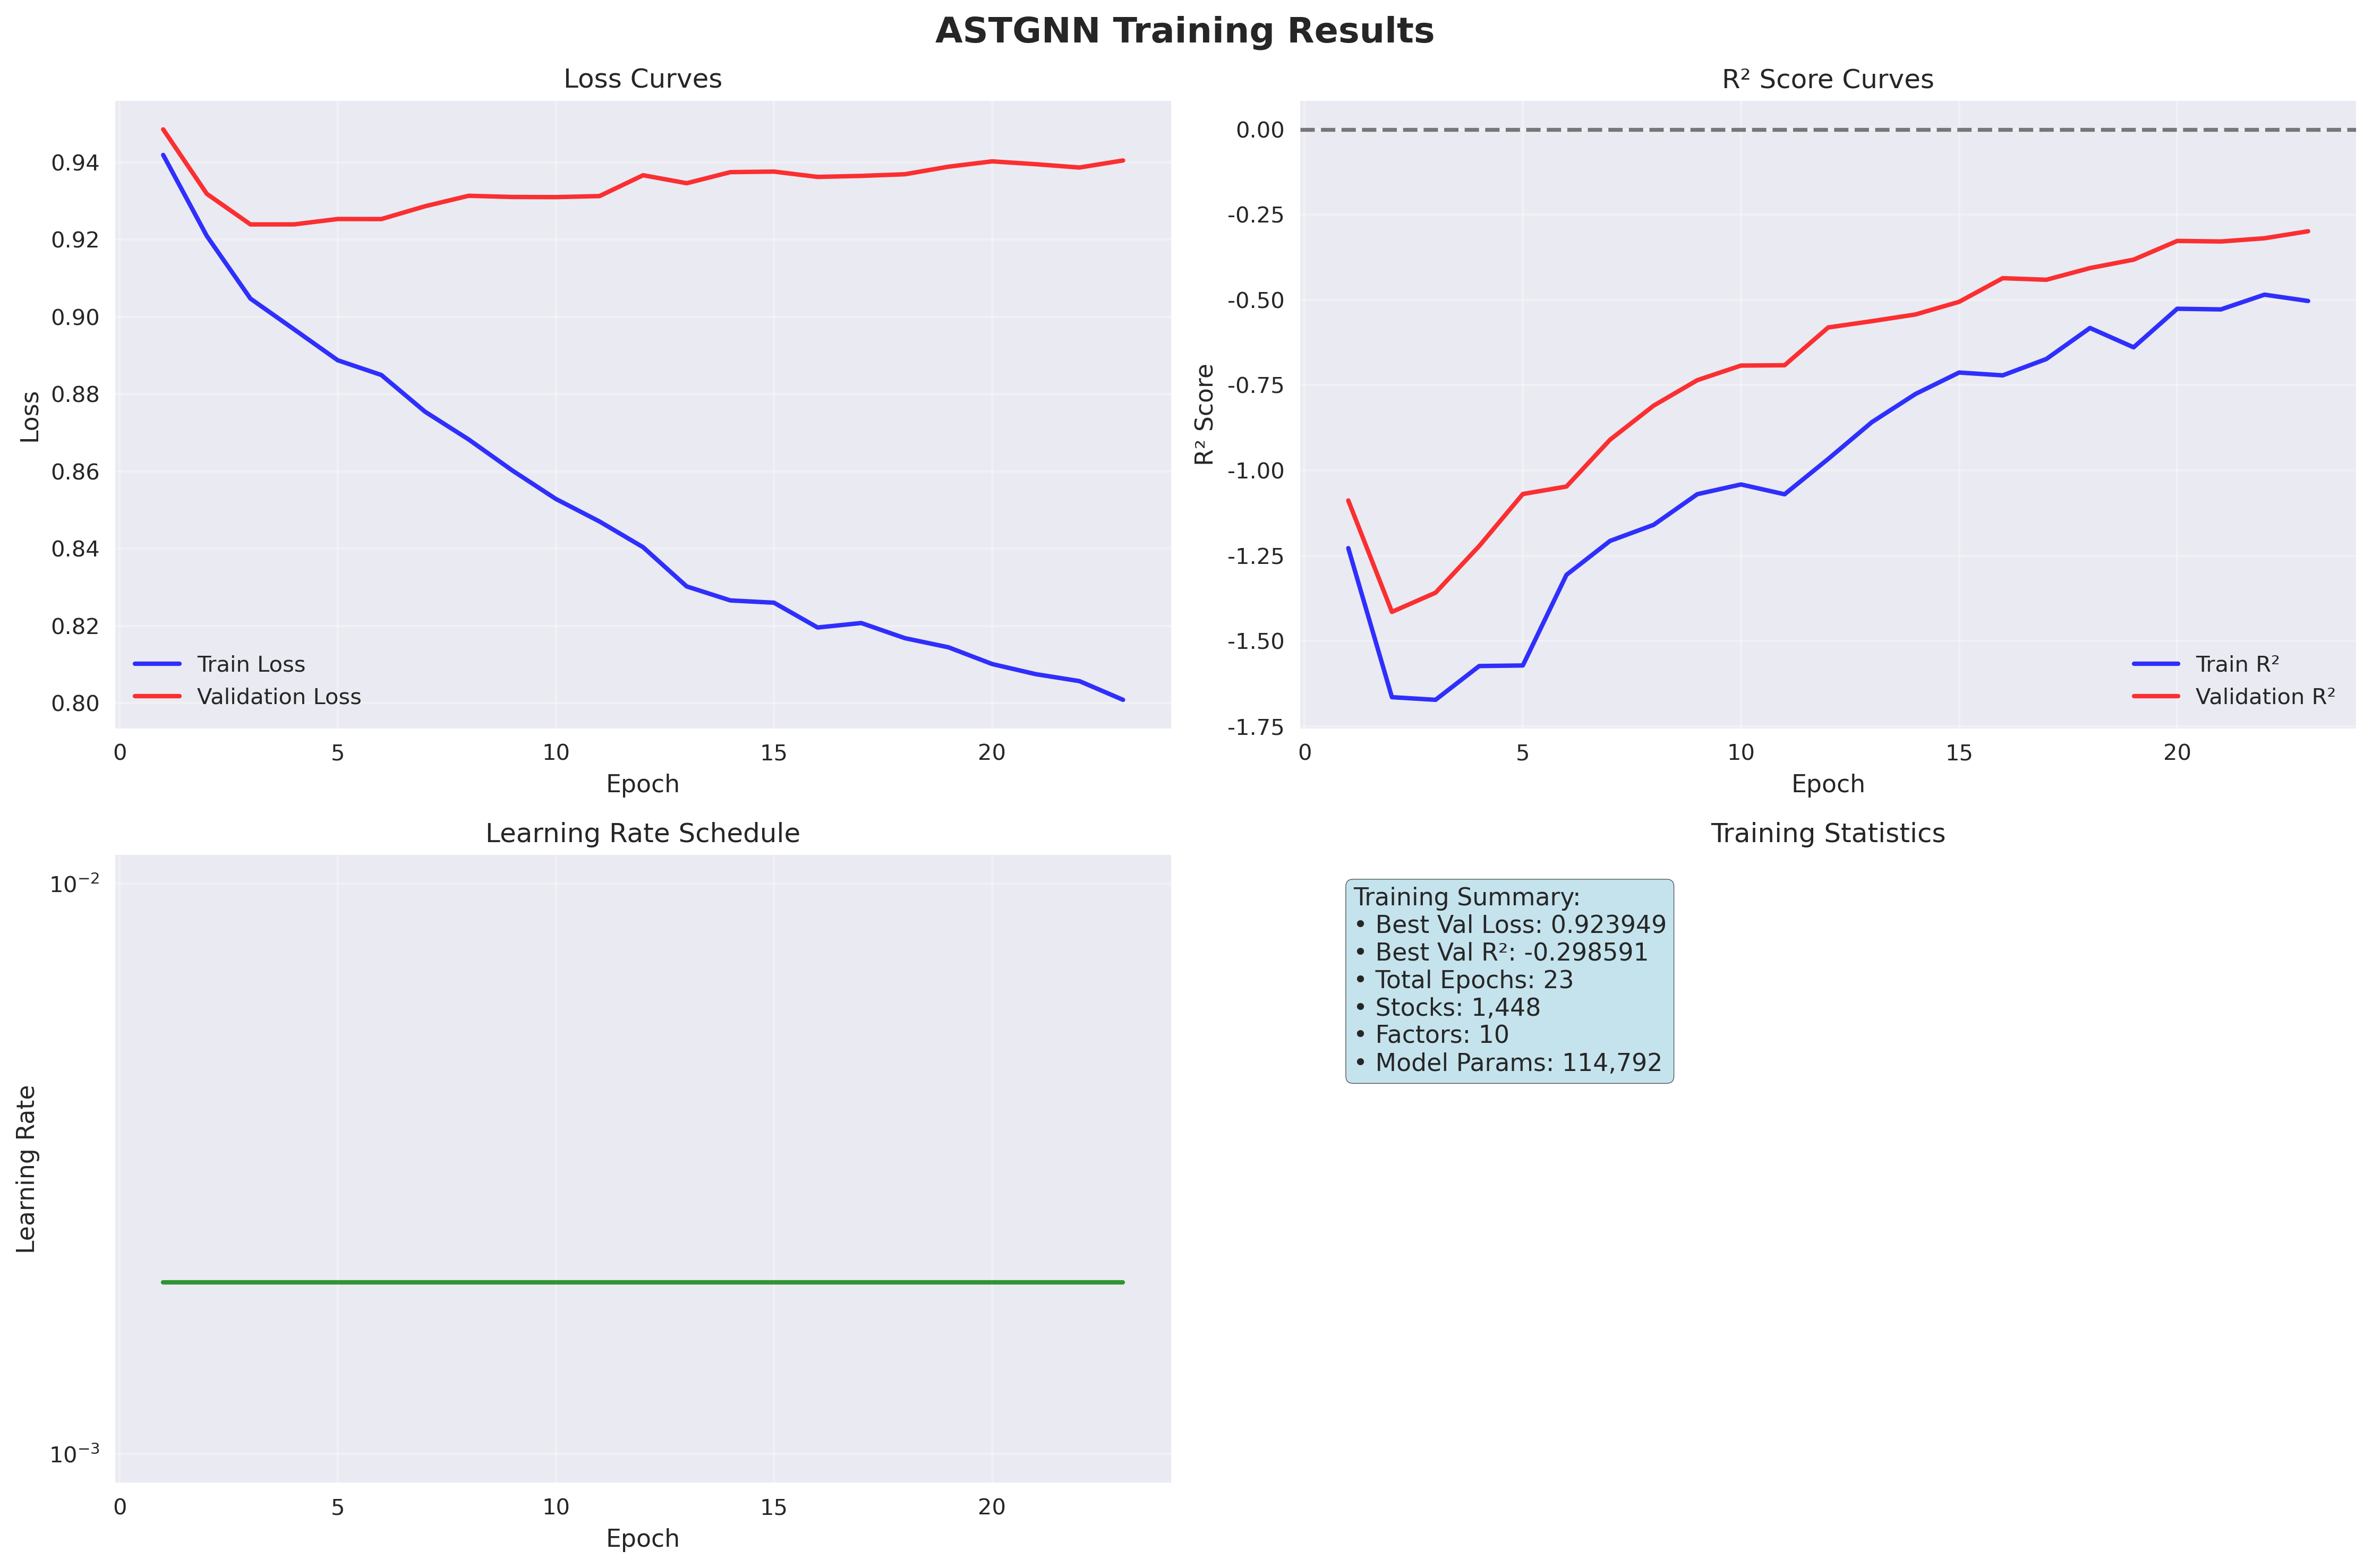 ASTGNN Training Results
Loss Curves
Loss
0.94
0.92
0.90
0.88
0.86
0.84
0.82
0.80
Train Loss
Validation Loss
0
5
10
15
20
Epoch
R² Score Curves
R² Score
0.00
-0.25
-0.50
-0.75
-1.00
-1.25
-1.50
-1.75
Train R²
Validation R²
0
5
10
15
20
Epoch
Learning Rate Schedule
Learning Rate
10⁻²
10⁻³
0
5
10
15
20
Epoch
Training Statistics
Training Summary:
• Best Val Loss: 0.923949
• Best Val R²: -0.298591
• Total Epochs: 23
• Stocks: 1,448
• Factors: 10
• Model Params: 114,792